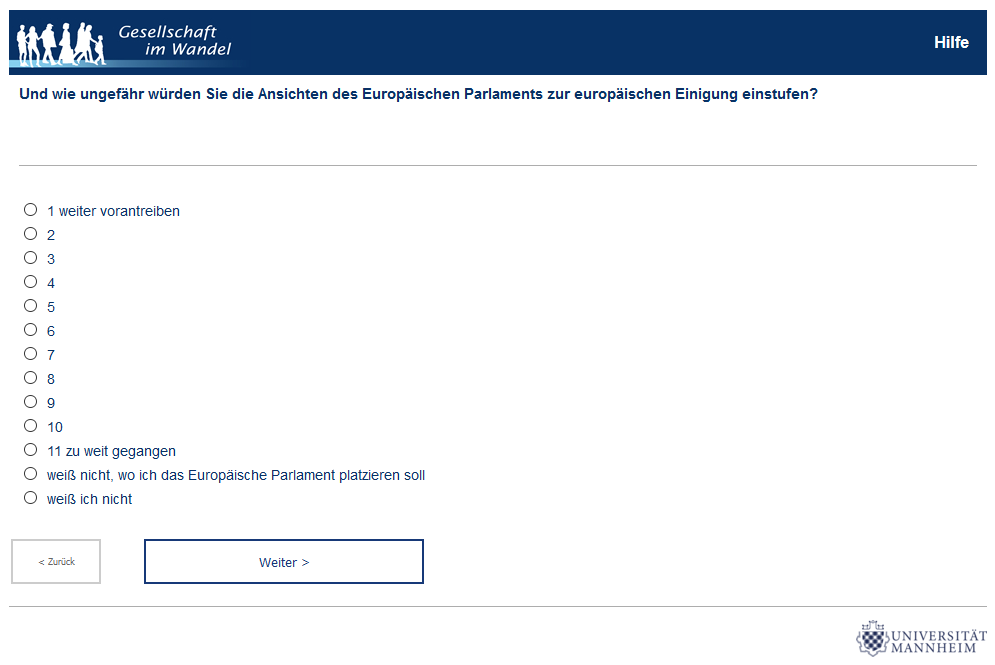 Gesellschaft
im Wandel
Hilfe
Und wie ungefähr würden Sie die Ansichten des Europäischen Parlaments zur europäischen Einigung einstufen?
1 weiter vorantreiben
2
3
4
5
6
7
8
9
10
11 zu weit gegangen
weiß nicht, wo ich das Europäische Parlament platzieren soll
weiß ich nicht
< Zurück
Weiter >
UNIVERSITÄT
MANNHEIM